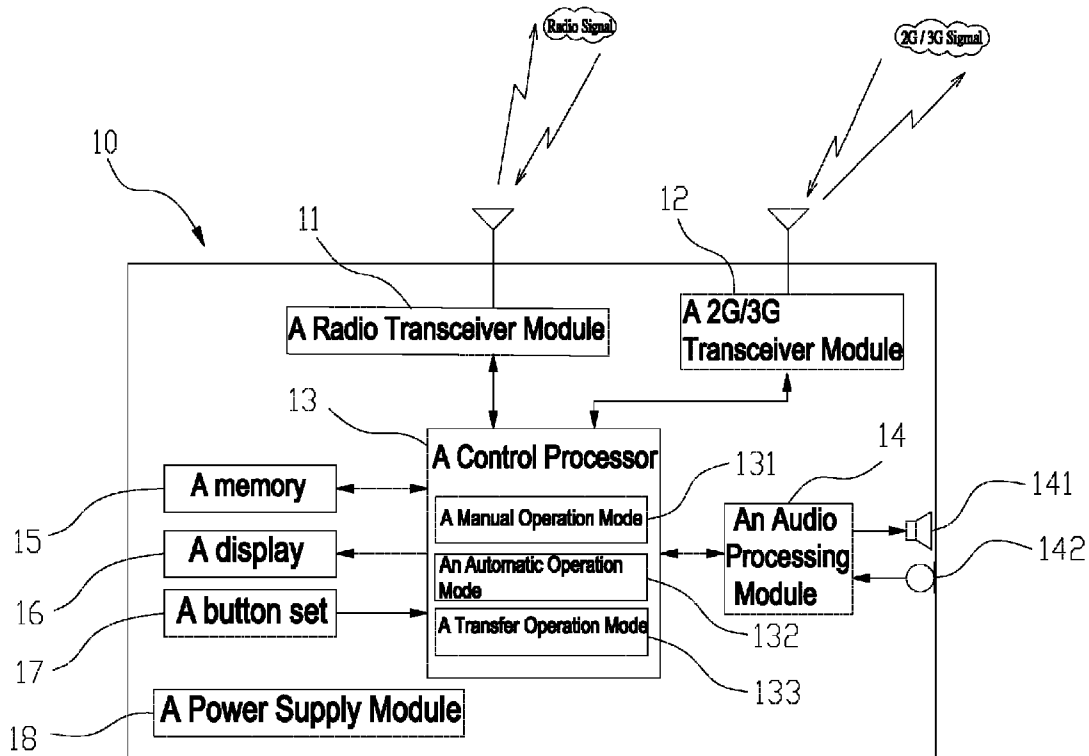 Radio Signal
2G / 3G Signal
10
11
12
A Radio Transceiver Module
A 2G/3G
Transceiver Module
13
A Control Processor
131
14
141
A memory
A Manual Operation Mode
An Audio
Processing
Module
15
142
A display
An Automatic Operation
Mode
16
A button set
A Transfer Operation Mode
132
17
133
A Power Supply Module
18